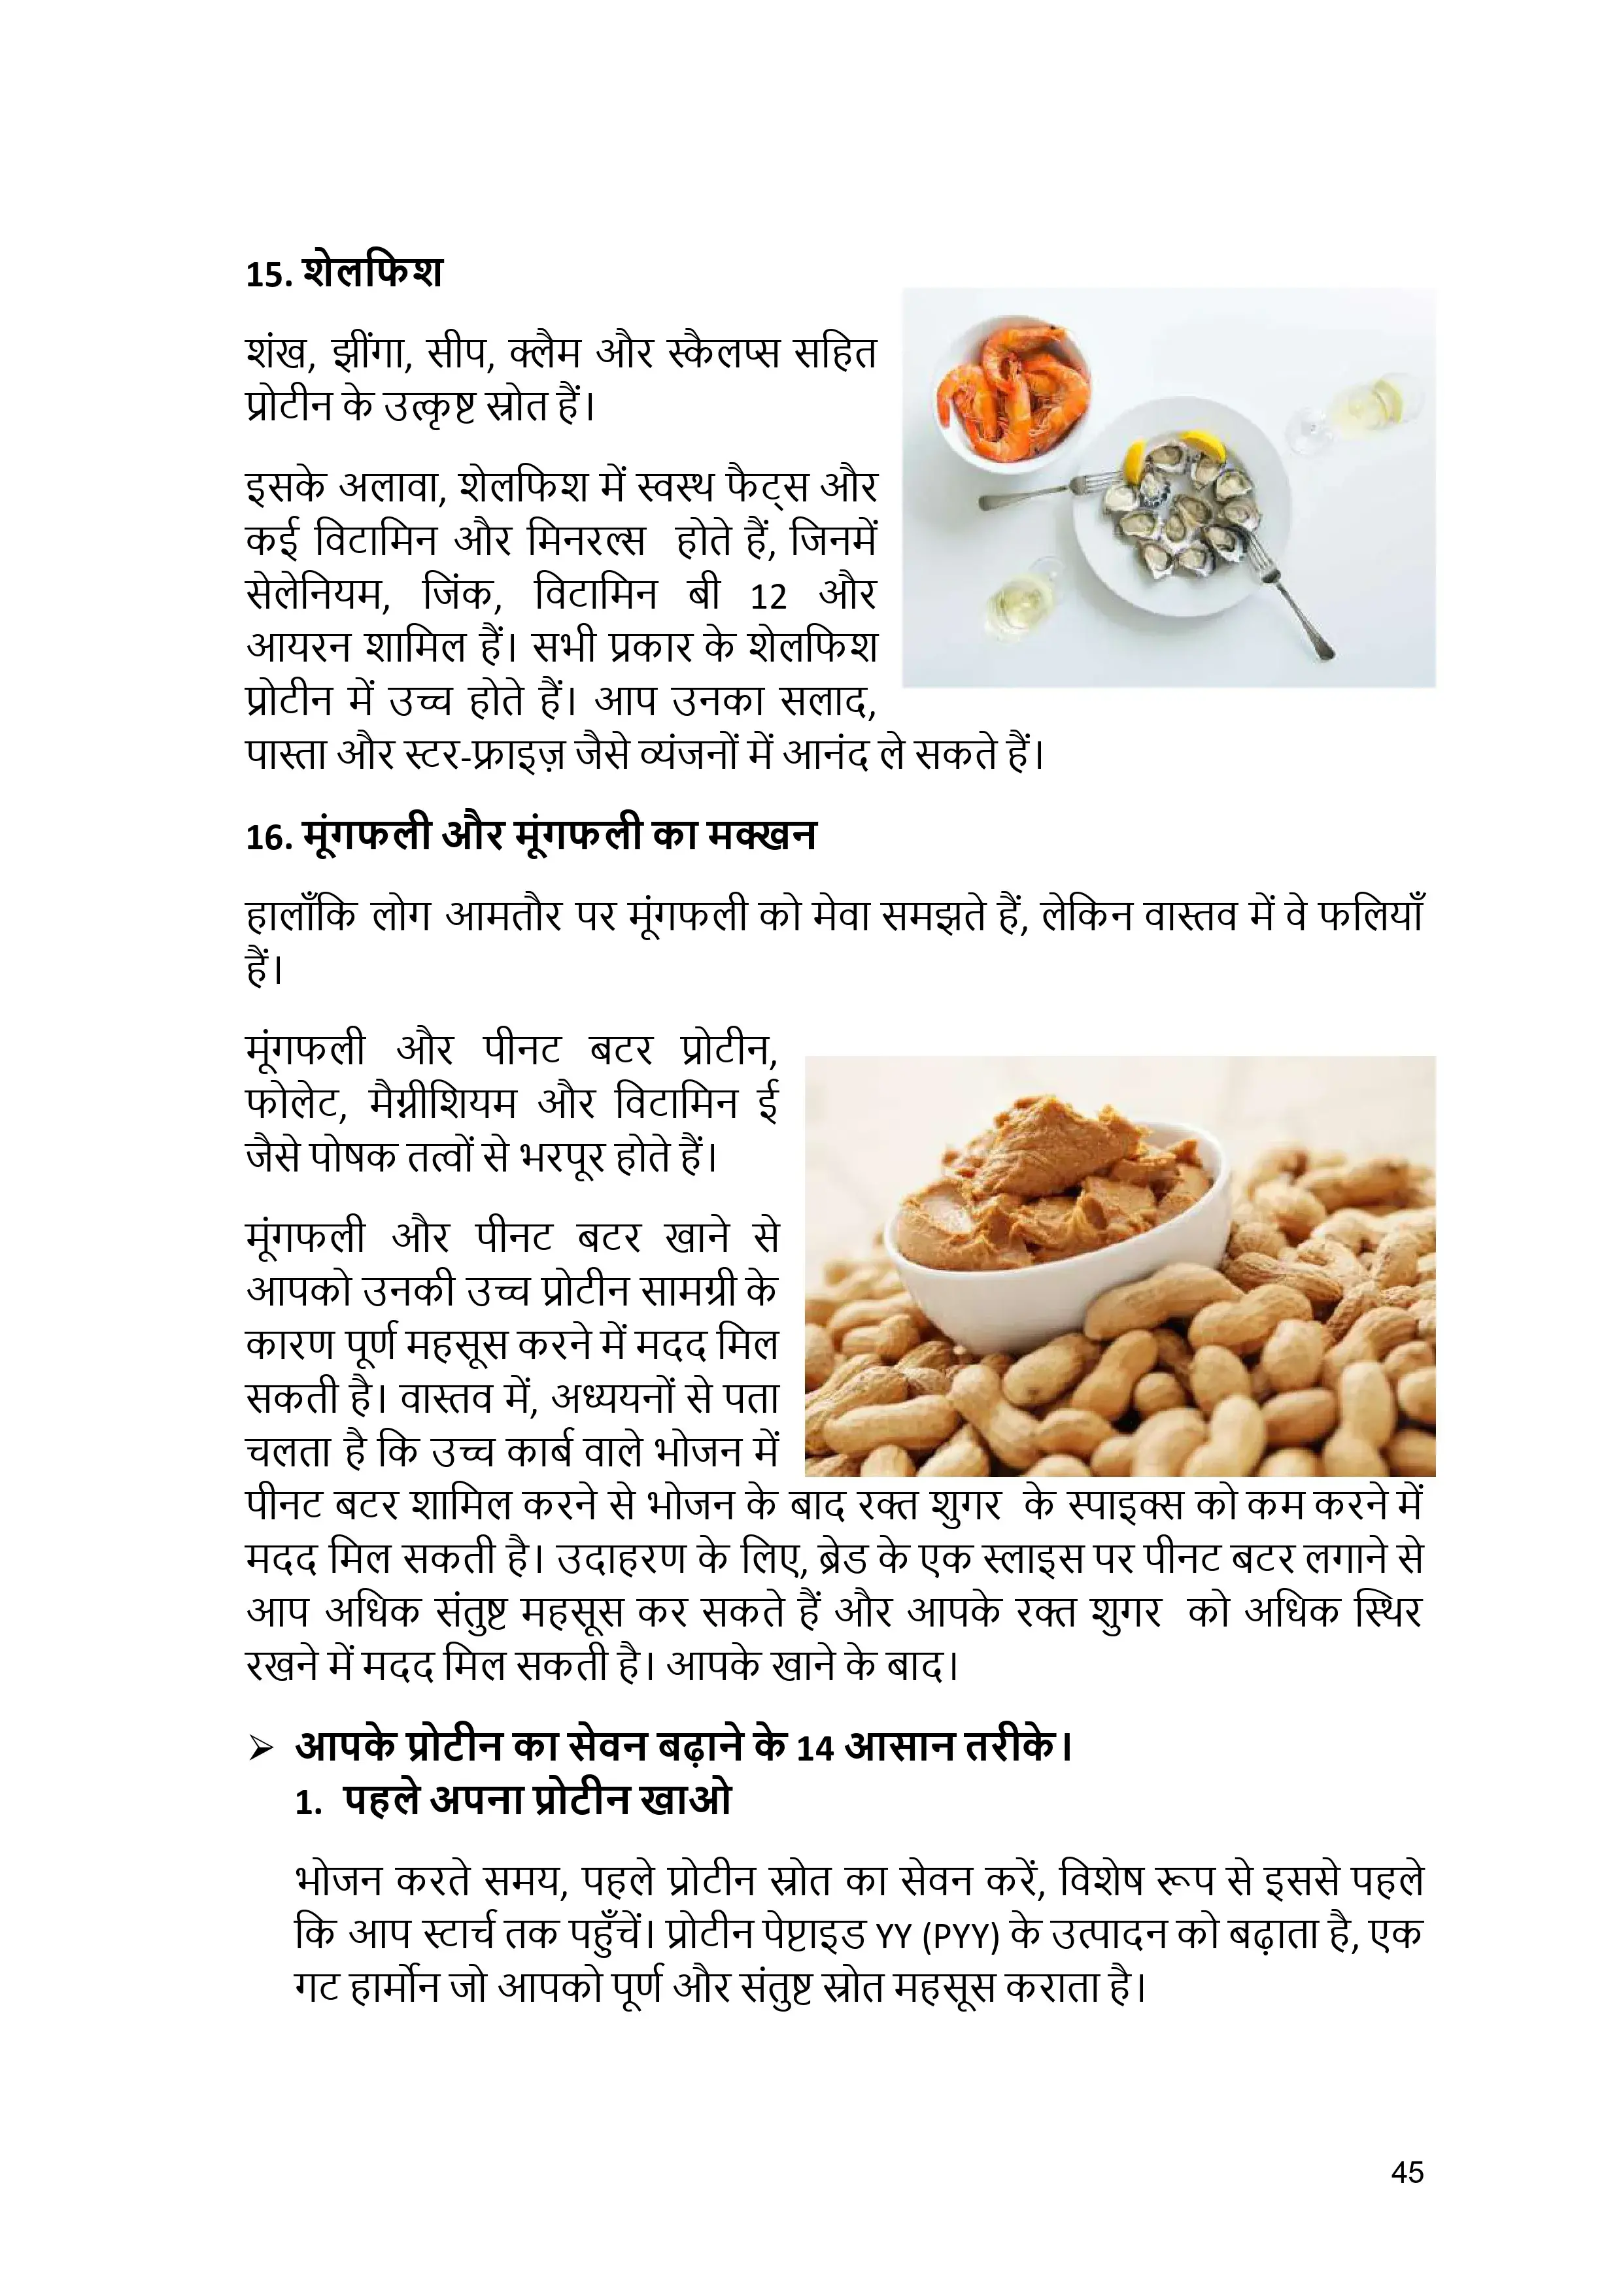 15. शेलफिश
शंख, झींगा, सीप, क्लैम और स्कैलप्स सहित
प्रोटीन के उत्कृष्ट स्रोत हैं।
इसके अलावा, शेलफिश में स्वस्थ फैट्स और
कई विटामिन और मिनरल्स होते हैं, जिनमें
सेलेनियम, जिंक, विटामिन बी 12 और
आयरन शामिल हैं। सभी प्रकार के शेलफिश
प्रोटीन में उच्च होते हैं। आप उनका सलाद,
पास्ता और स्टर-फ्राइज़ जैसे व्यंजनों में आनंद ले सकते हैं।
16. मूंगफली और मूंगफली का मक्खन
हालाँकि लोग आमतौर पर मूंगफली को मेवा समझते हैं, लेकिन वास्तव में वे फलियाँ
हैं।
मूंगफली और पीनट बटर प्रोटीन,
फोलेट, मैग्नीशियम और विटामिन ई
जैसे पोषक तत्वों से भरपूर होते हैं।
मूंगफली और पीनट बटर खाने से
आपको उनकी उच्च प्रोटीन सामग्री के
कारण पूर्ण महसूस करने में मदद मिल
सकती है। वास्तव में, अध्ययनों से पता
चलता है कि उच्च कार्ब वाले भोजन में
पीनट बटर शामिल करने से भोजन के बाद रक्त शुगर के स्पाइक्स को कम करने में
मदद मिल सकती है। उदाहरण के लिए, ब्रेड के एक स्लाइस पर पीनट बटर लगाने से
आप अधिक संतुष्ट महसूस कर सकते हैं और आपके रक्त शुगर को अधिक स्थिर
रखने में मदद मिल सकती है। आपके खाने के बाद।
➢ आपके प्रोटीन का सेवन बढ़ाने के 14 आसान तरीके।
1. पहले अपना प्रोटीन खाओ
भोजन करते समय, पहले प्रोटीन स्रोत का सेवन करें, विशेष रूप से इससे पहले
कि आप स्टार्च तक पहुँचें। प्रोटीन पेप्टाइड YY (PYY) के उत्पादन को बढ़ाता है, एक
गट हार्मोन जो आपको पूर्ण और संतुष्ट स्रोत महसूस कराता है।
45